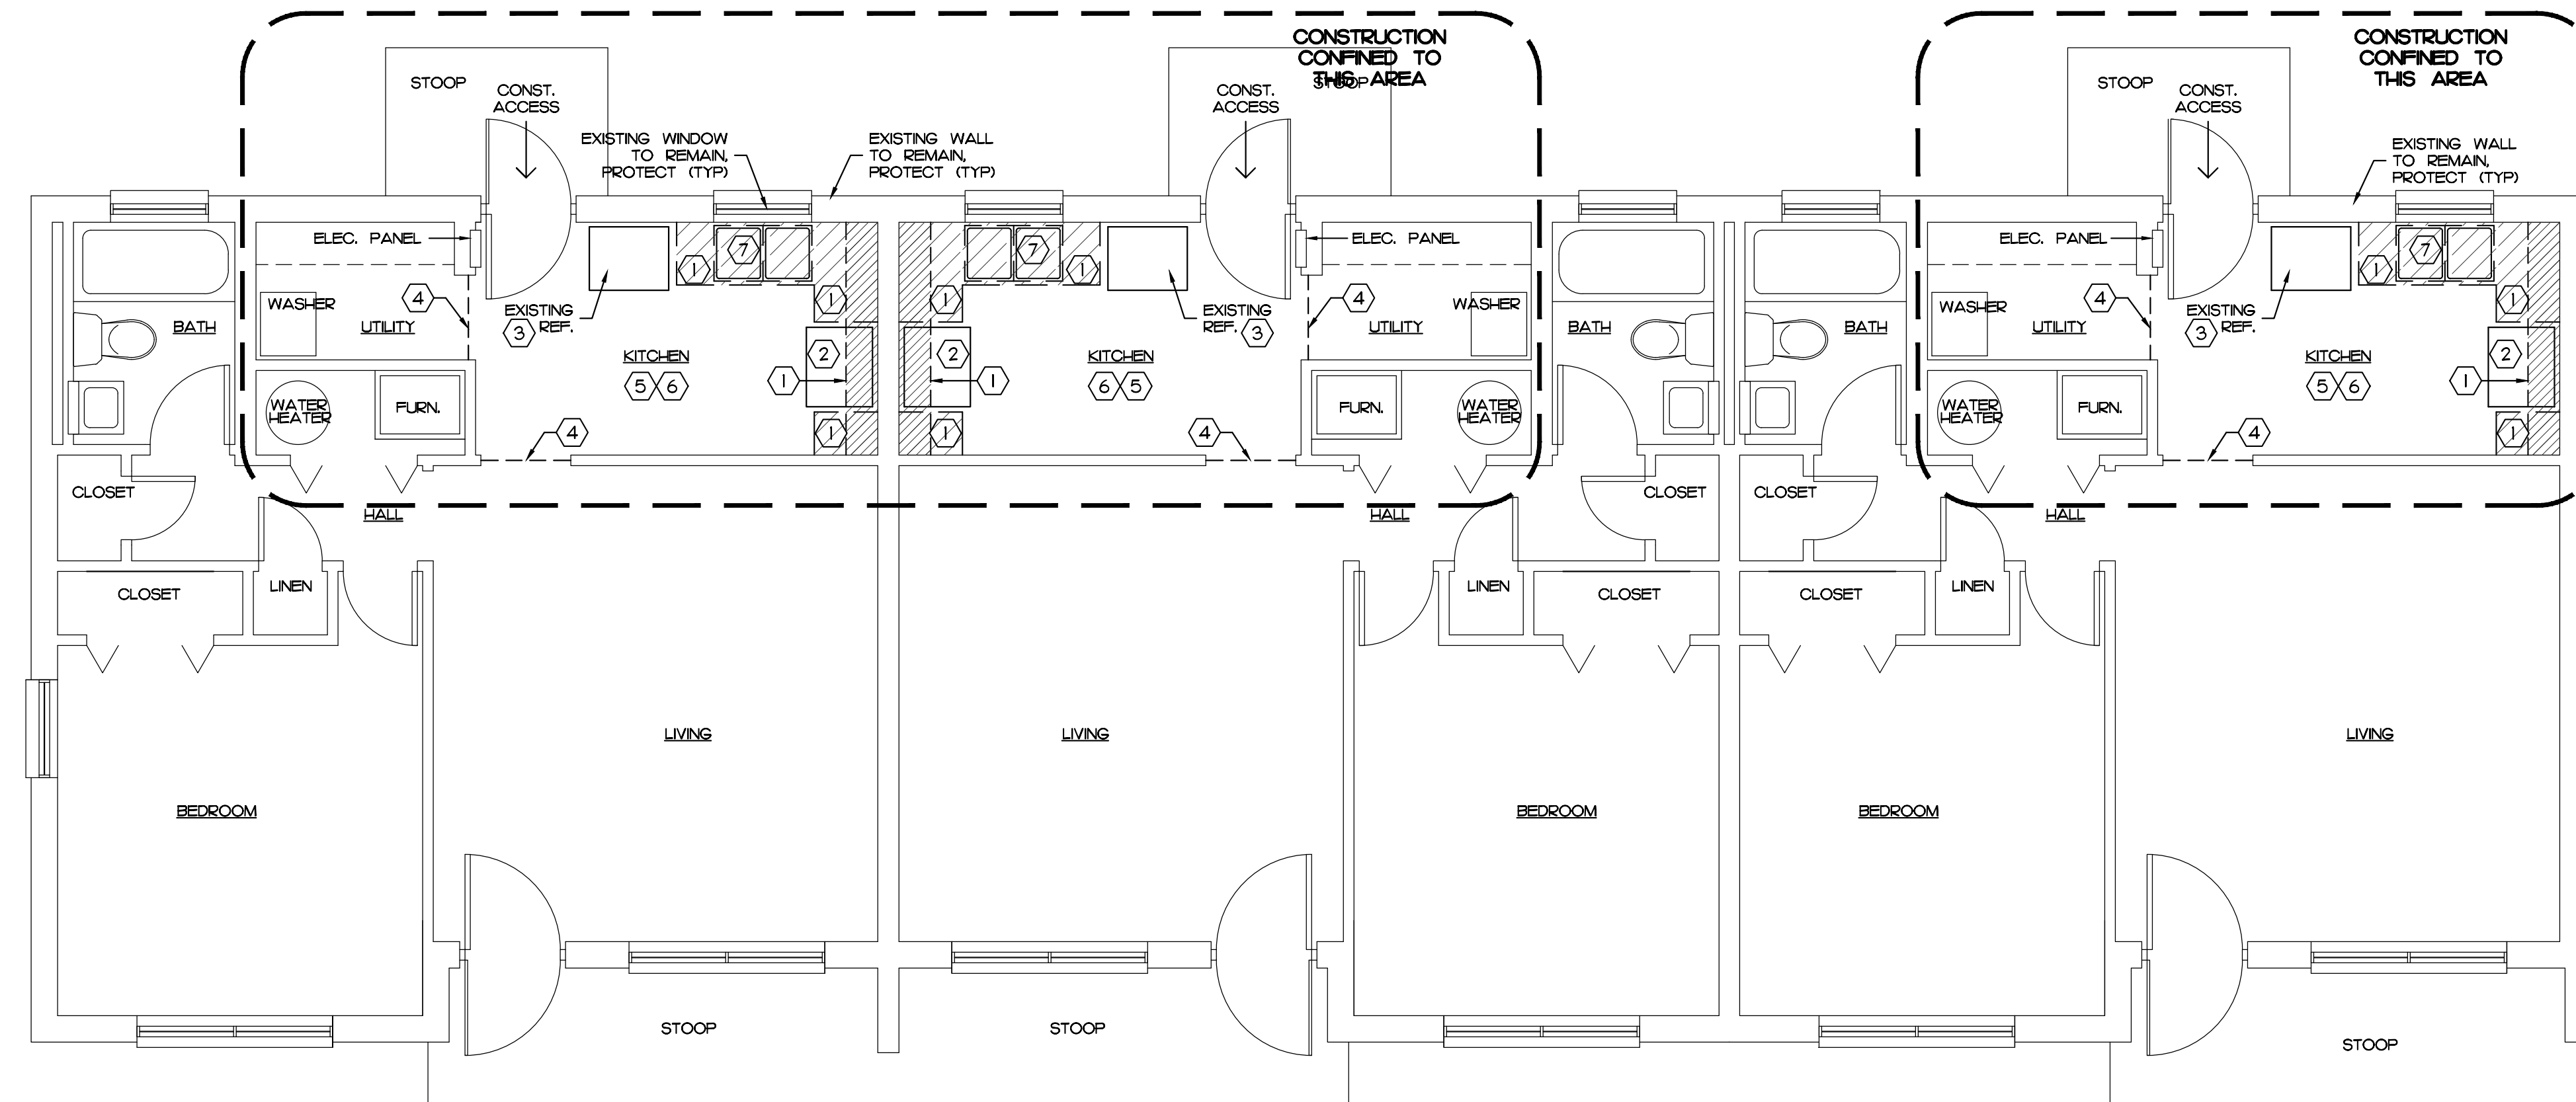 CONSTRUCTION
CONFINED TO
THIS AREA
CONSTRUCTION
CONFINED TO
THIS AREA
STOOP
CONST.
ACCESS
CONST.
ACCESS
STOOP
STOOP
CONST.
ACCESS
EXISTING WINDOW
TO REMAIN,
PROTECT (TYP)
EXISTING WALL
TO REMAIN,
PROTECT (TYP)
EXISTING WALL
TO REMAIN,
PROTECT (TYP)
ELEC. PANEL
7
1
1
7
1
1
ELEC. PANEL
ELEC. PANEL
7
1
1
WASHER
4
UTILITY
BATH
EXISTING
3 REF.
KITCHEN
5 6
2
1
1
4
WATER
HEATER
FURN.
EXISTING
REF. 3
KITCHEN
6 5
2
1
1
4
4
WASHER
UTILITY
FURN.
WATER
HEATER
BATH
BATH
WASHER
4
UTILITY
WATER
HEATER
FURN.
EXISTING
3 REF.
KITCHEN
5 6
2
1
1
4
CLOSET
HALL
CLOSET
LINEN
HALL
CLOSET
LINEN
CLOSET
CLOSET
HALL
CLOSET
LINEN
LIVING
LIVING
LIVING
BEDROOM
BEDROOM
BEDROOM
STOOP
STOOP
STOOP